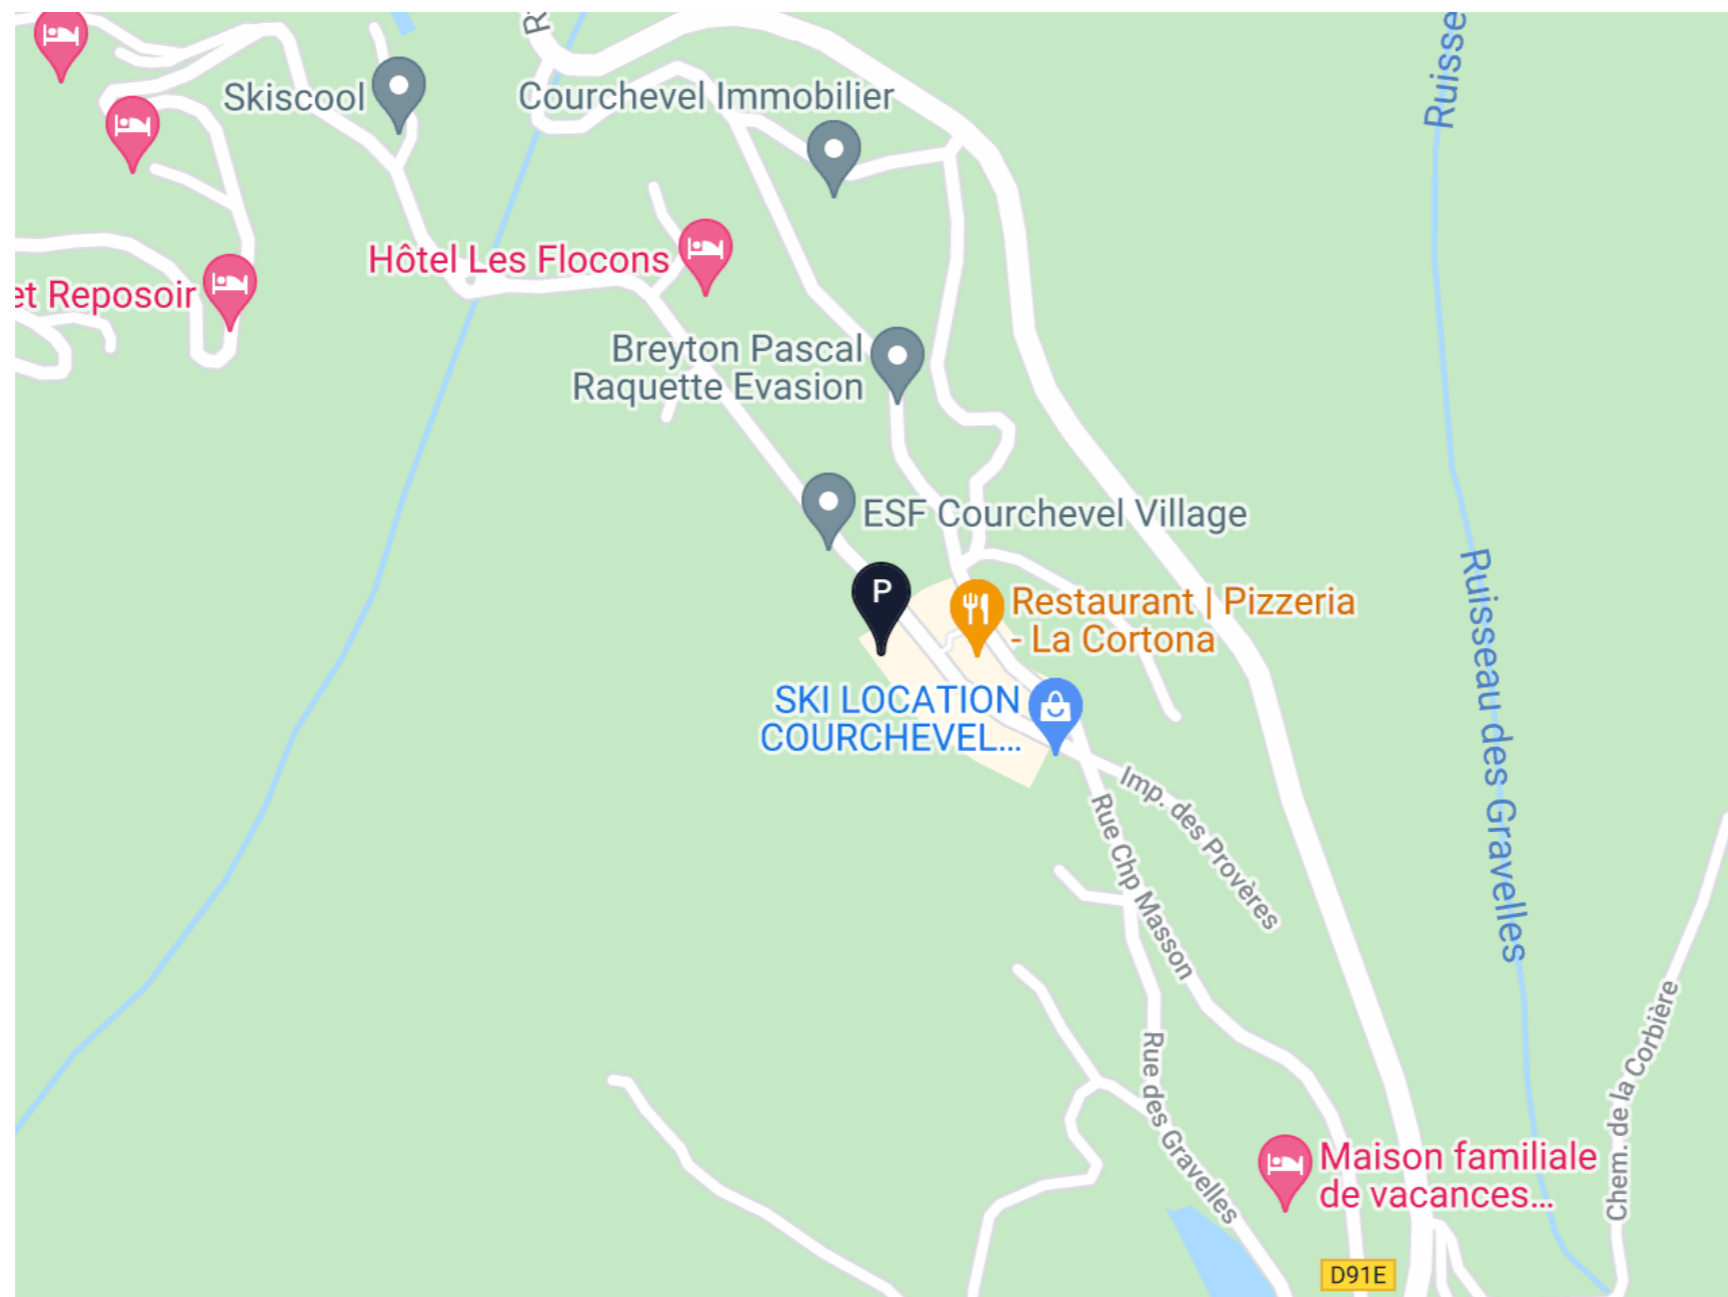 R
Ruisse
Skiscool
Courchevel Immobilier
Hôtel Les Flocons
et Reposoir
Breyton Pascal
Raquette Evasion
ESF Courchevel Village
P
Restaurant | Pizzeria
- La Cortona
Ruisseau des Gravelles
SKI LOCATION
COURCHEVEL...
Imp. des Provères
Rue Chp Masson
Chem. de la Corbière
Rue des Gravelles
Maison familiale
de vacances...
D91E